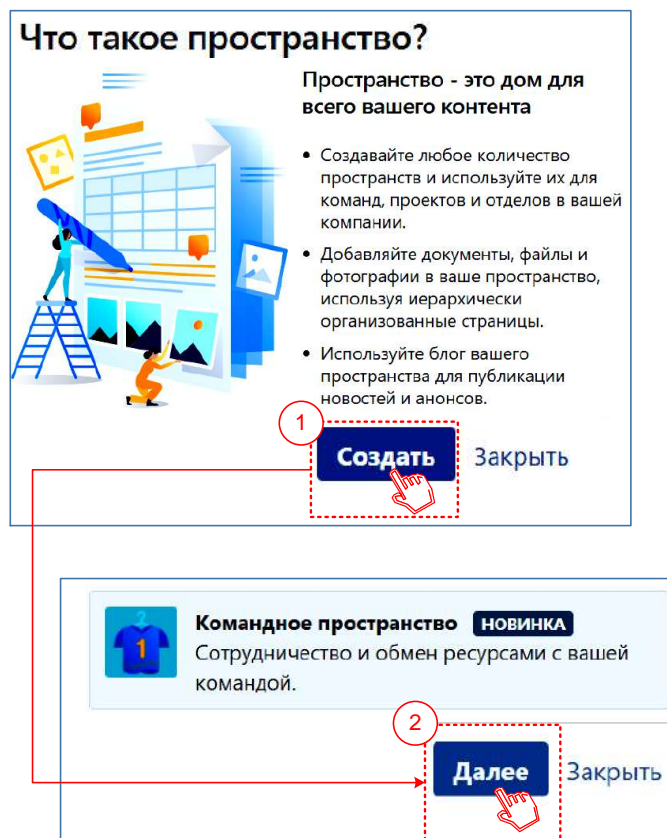 Что такое пространство?
Пространство - это дом для
всего вашего контента
• Создавайте любое количество
пространств и используйте их для
команд, проектов и отделов в вашей
компании.
• Добавляйте документы, файлы и
фотографии в ваше пространство,
используя иерархически
организованные страницы.
• Используйте блог вашего
пространства для публикации
новостей и анонсов.
1
Создать Закрыть
1
Командное пространство НОВИНКА
Сотрудничество и обмен ресурсами с вашей
командой.
2
Далее Закрыть